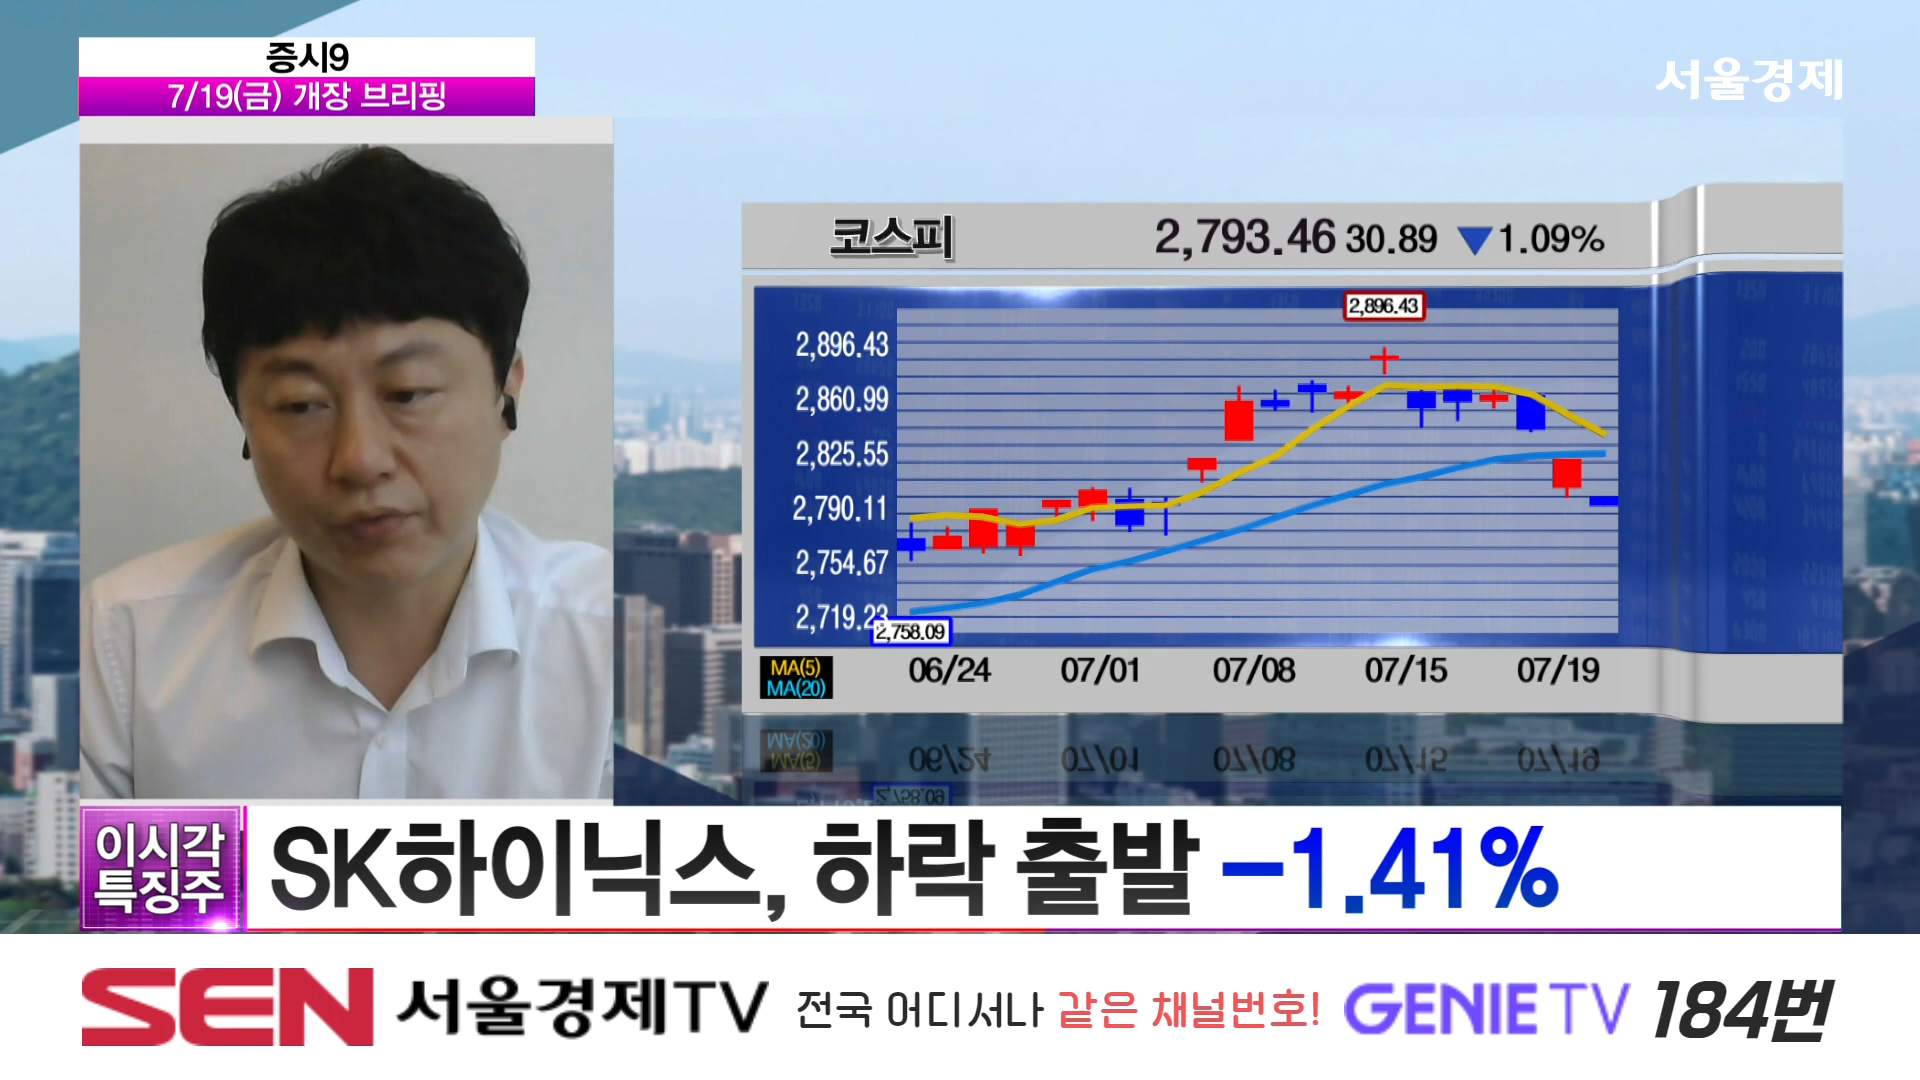 증시9
7/19(금) 개장 브리핑
서울경제
코스피 2,793.46 30.89 ▼1.09%
2,896.43
2,896.43
2,860.99
2,825.55
2,790.11
2,754.67
2,719.23
2,758.09
MA(5)
MA(20)
06/24 07/01 07/08 07/15 07/19
이시각
특징주
SK하이닉스, 하락 출발 -1.41%
SEN 서울경제TV 전국 어디서나 같은 채널번호! GENIE TV 184번